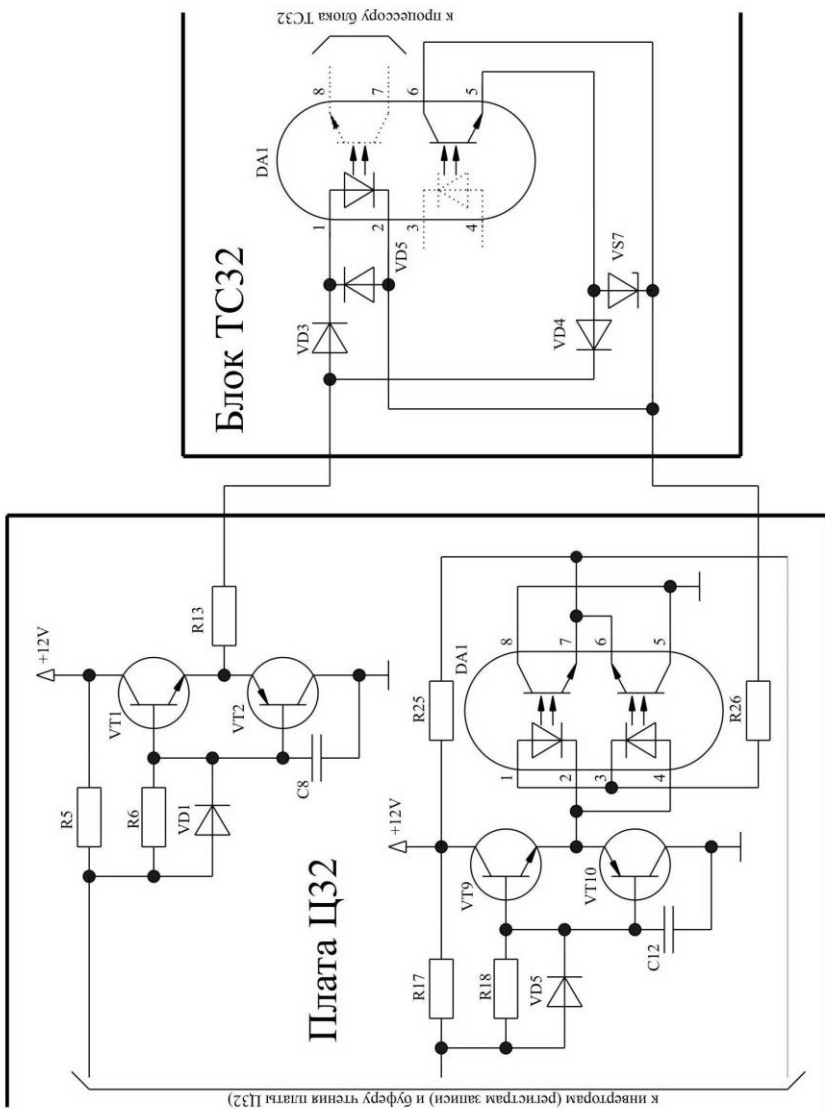 к процессору блока ТС32
Блок ТС32
DA1
8
7
6
5
1
2
3
4
VD3
VD5
VD4
VS7
Плата Ц32
+12V
R5
R6
VD1
VT1
VT2
C8
R13
+12V
R17
R18
VD5
VT9
VT10
C12
R25
DA1
8
7
6
5
1
2
3
4
R26
к инверторам (регистрам записи) и буферу чтения платы Ц32)